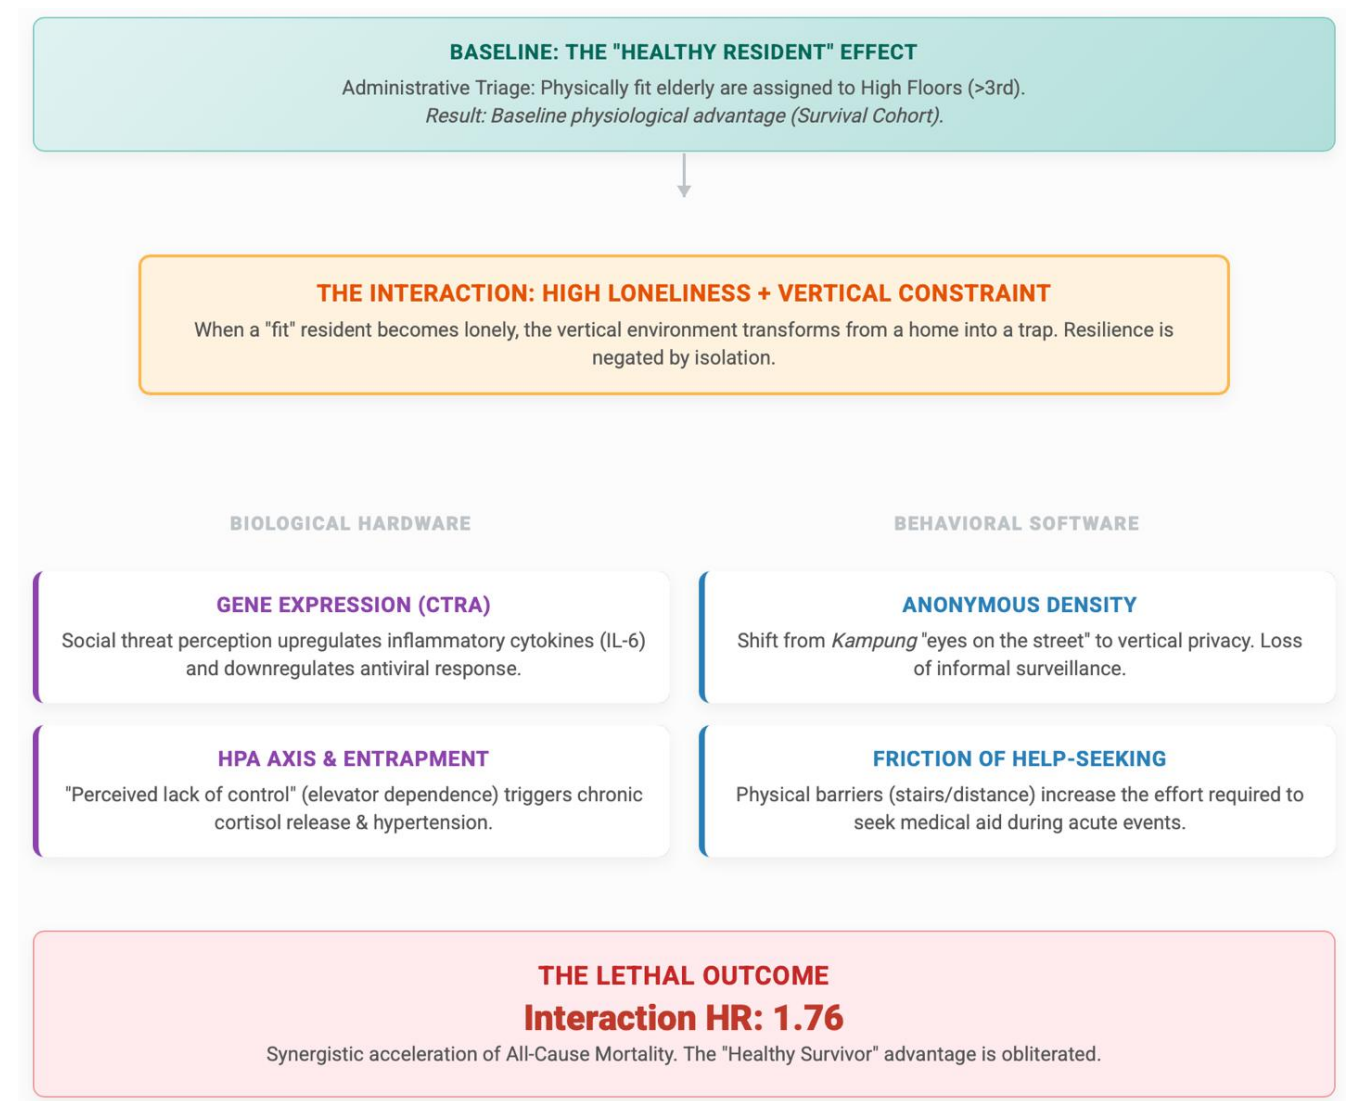 BASELINE: THE "HEALTHY RESIDENT" EFFECT
Administrative Triage: Physically fit elderly are assigned to High Floors (>3rd).
Result: Baseline physiological advantage (Survival Cohort).
THE INTERACTION: HIGH LONELINESS + VERTICAL CONSTRAINT
When a "fit" resident becomes lonely, the vertical environment transforms from a home into a trap. Resilience is
negated by isolation.
BIOLOGICAL HARDWARE
GENE EXPRESSION (CTRA)
Social threat perception upregulates inflammatory cytokines (IL-6)
and downregulates antiviral response.
HPA AXIS & ENTRAPMENT
"Perceived lack of control" (elevator dependence) triggers chronic
cortisol release & hypertension.
BEHAVIORAL SOFTWARE
ANONYMOUS DENSITY
Shift from Kampung "eyes on the street" to vertical privacy. Loss
of informal surveillance.
FRICTION OF HELP-SEEKING
Physical barriers (stairs/distance) increase the effort required to
seek medical aid during acute events.
THE LETHAL OUTCOME
Interaction HR: 1.76
Synergistic acceleration of All-Cause Mortality. The "Healthy Survivor" advantage is obliterated.